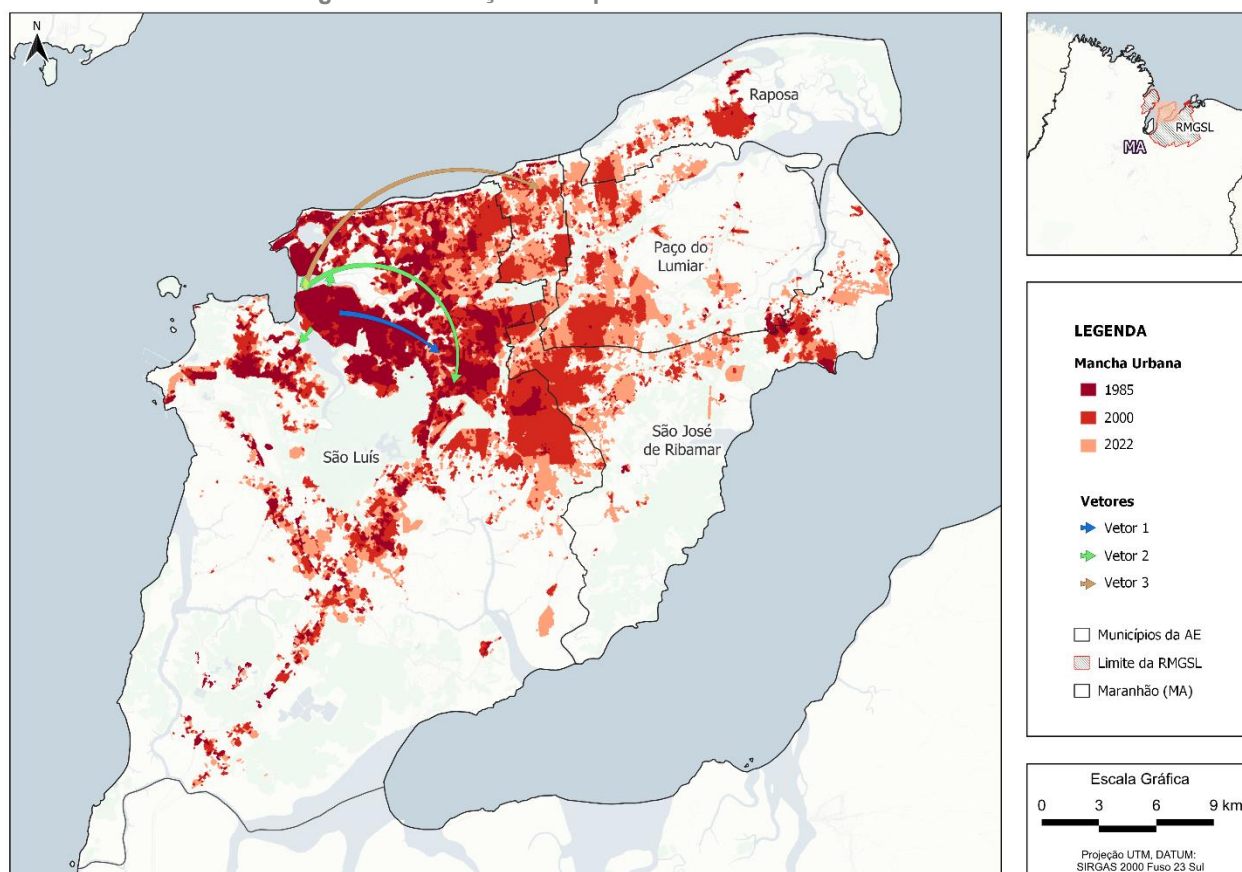 N
Raposa
Paço do
Lumiar
São José
de Ribamar
São Luís
RMGSL
MA
LEGENDA
Mancha Urbana
1985
2000
2022
Vetores
Vetor 1
Vetor 2
Vetor 3
Municípios da AE
Limite da RMGSL
Maranhão (MA)
Escala Gráfica
0 3 6 9 km
Projeção UTM, DATUM:
SIRGAS 2000 Fuso 23 Sul